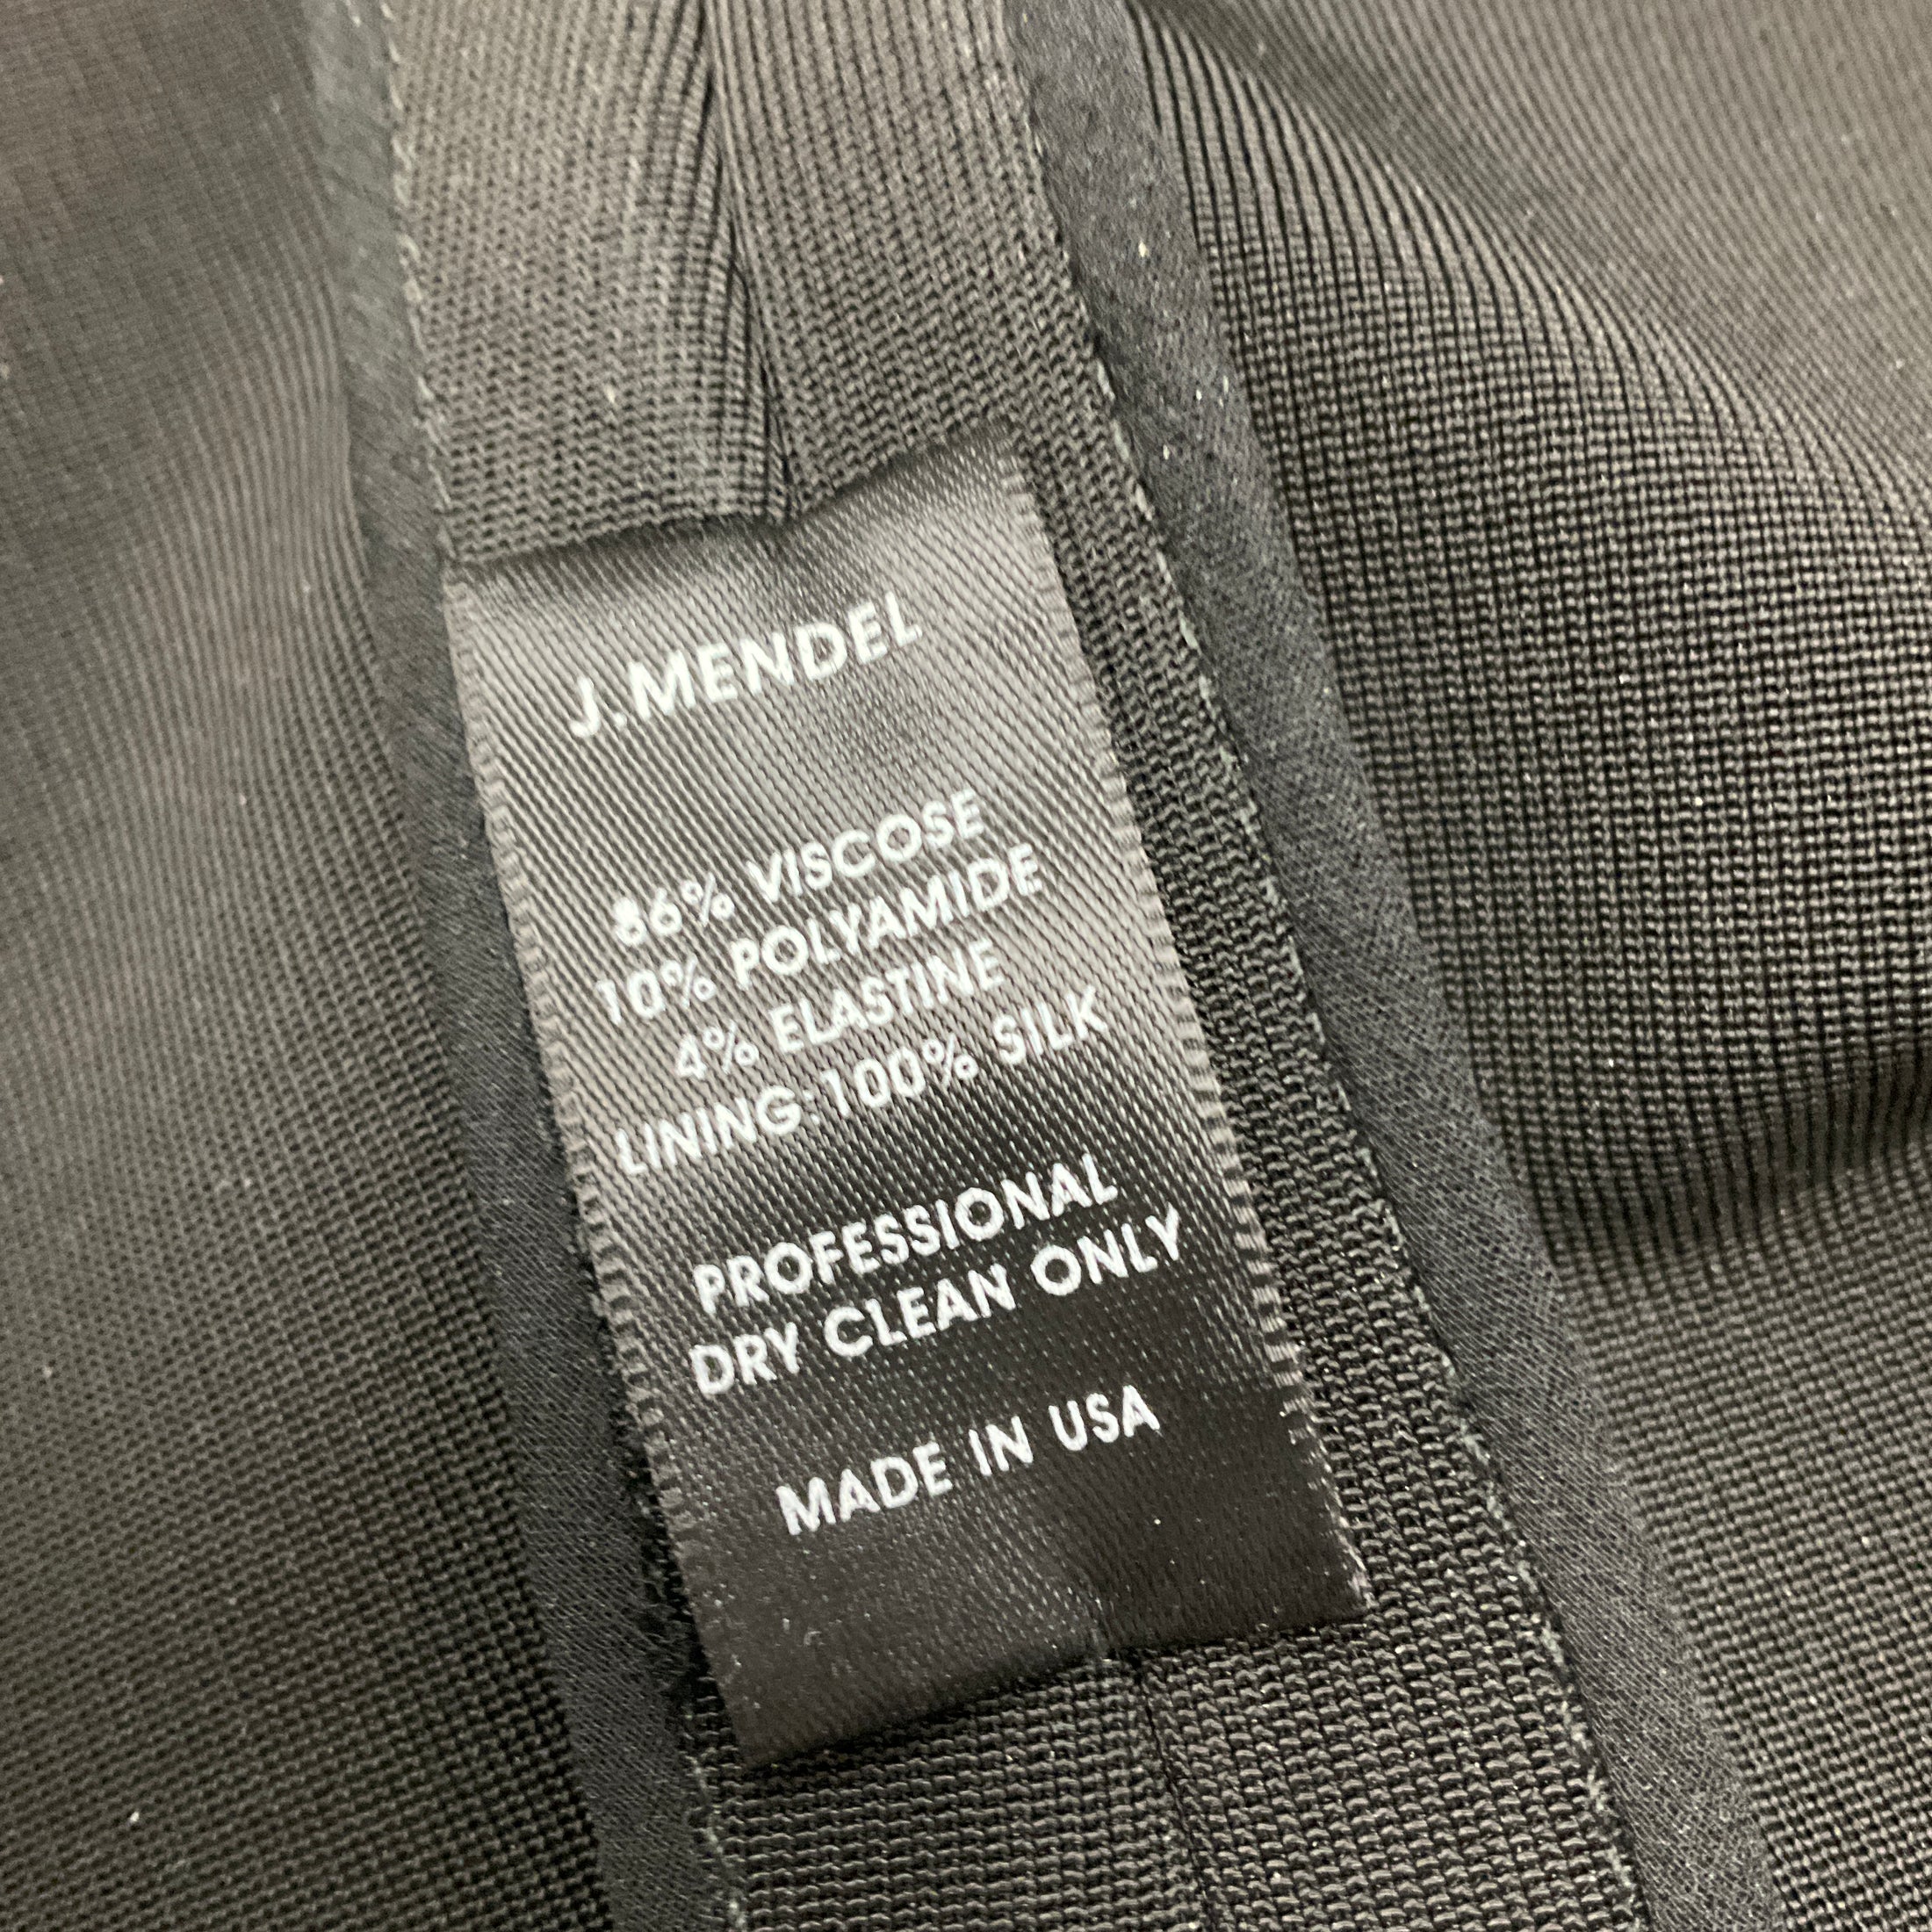 J.MENDEL
86% VISCOSE
10% POLYAMIDE
4% ELASTINE
LINING:100% SILK
PROFESSIONAL
DRY CLEAN ONLY
MADE IN USA